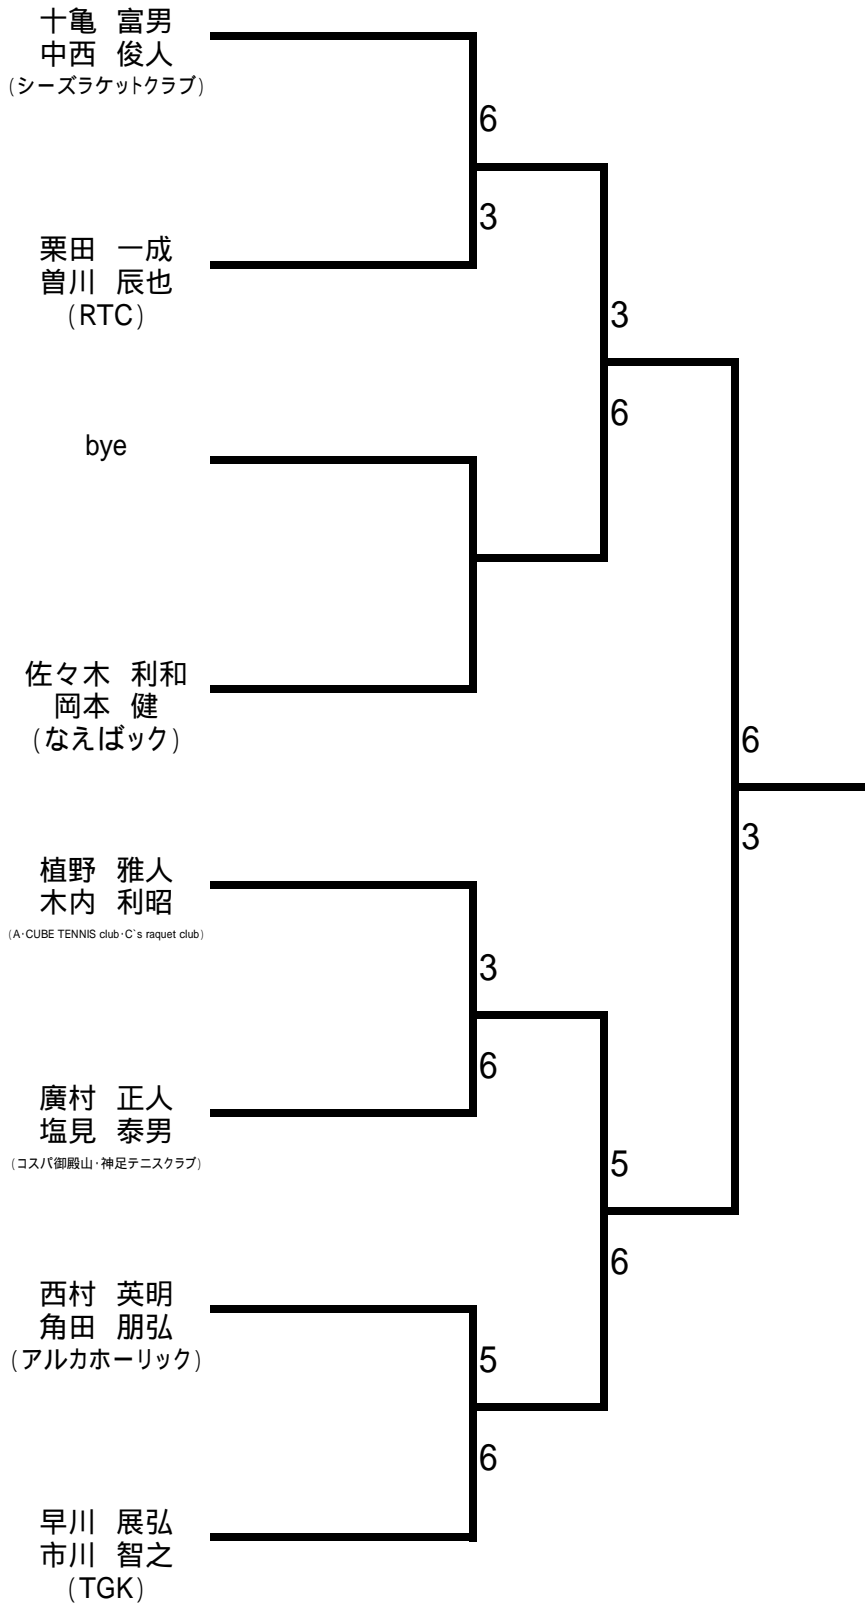 十亀 富男
中西 俊人
(シーズラケットクラブ)
6
3
栗田 一成
曽川 辰也
(RTC)
3
6
bye
佐々木 利和
岡本 健
(なえばック)
6
3
植野 雅人
木内 利昭
(A・CUBE TENNIS club・C`s raquet club)
3
6
廣村 正人
塩見 泰男
(コスパ御殿山・神足テニスクラブ)
5
6
西村 英明
角田 朋弘
(アルカホーリック)
5
6
早川 展弘
市川 智之
(TGK)